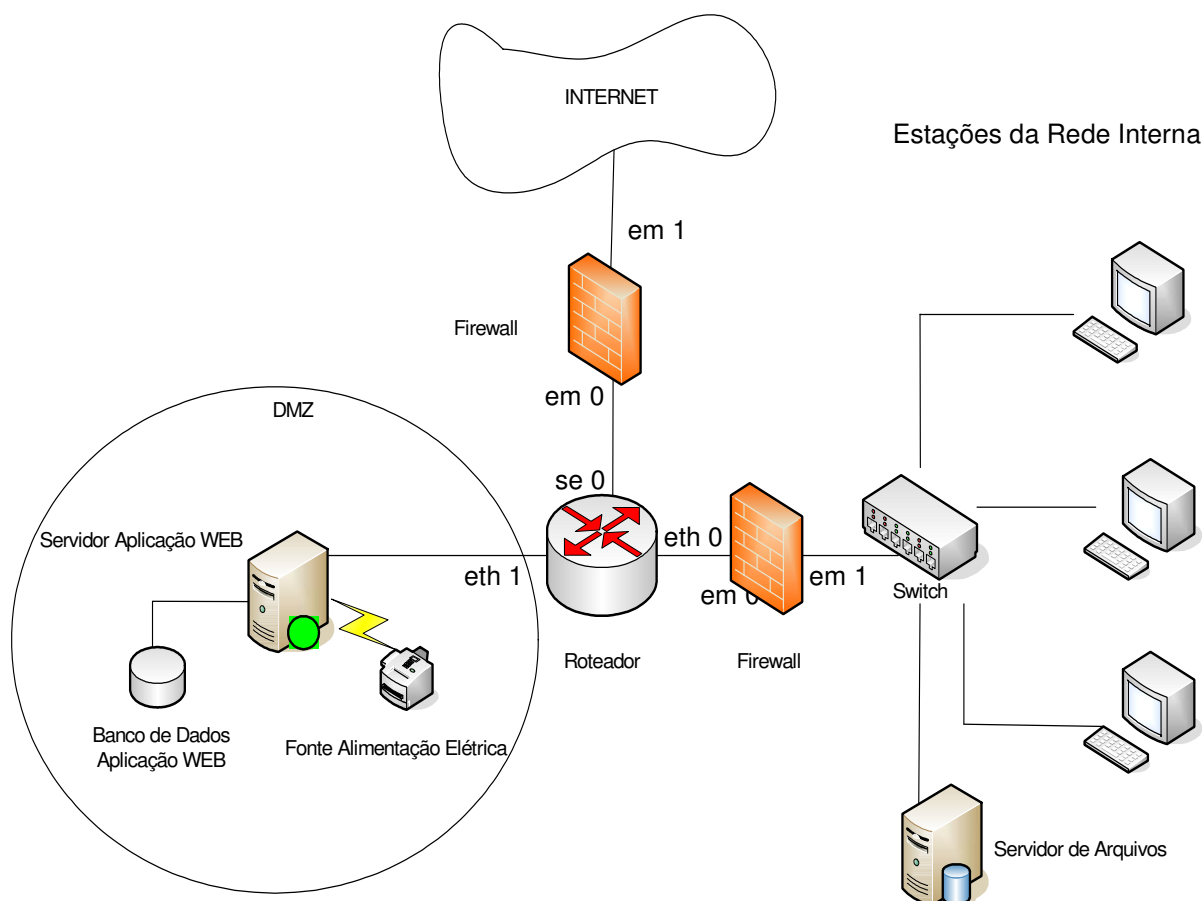 INTERNET
Estações da Rede Interna
em 1
Firewall
em 0
DMZ
se 0
Servidor Aplicação WEB
eth 0
eth 1
em 0
em 1
Switch
Roteador
Firewall
Banco de Dados
Aplicação WEB
Fonte Alimentação Elétrica
Servidor de Arquivos